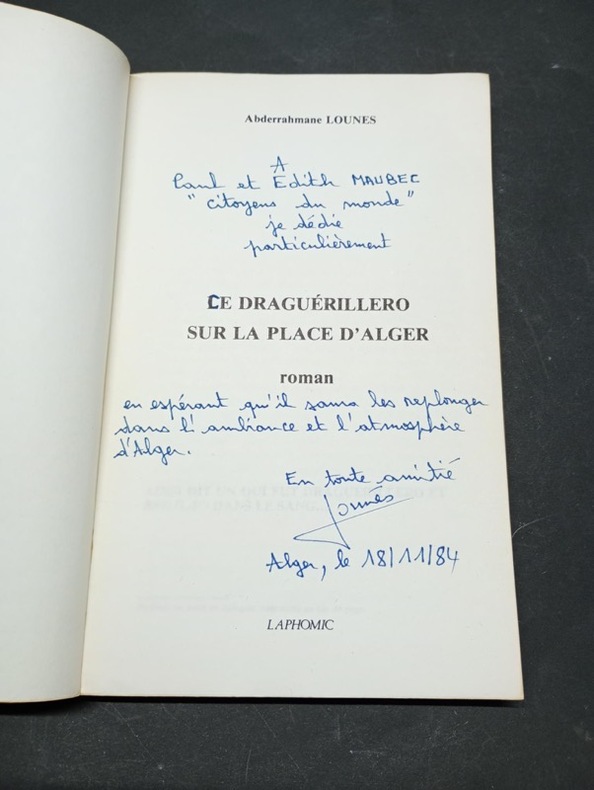 Abderrahmane LOUNES
A
Paul et Edith MAUBEC
"citoyens du monde"
je dédie
particulièrement
CE DRAGUÉRILLERO
SUR LA PLACE D'ALGER
roman
en espérant qu'il saura les replonger
dans l'ambiance et l'atmosphère
d'Alger.
En toute amitié
Lounès
Alger, le 18/11/84
LAPHOMIC